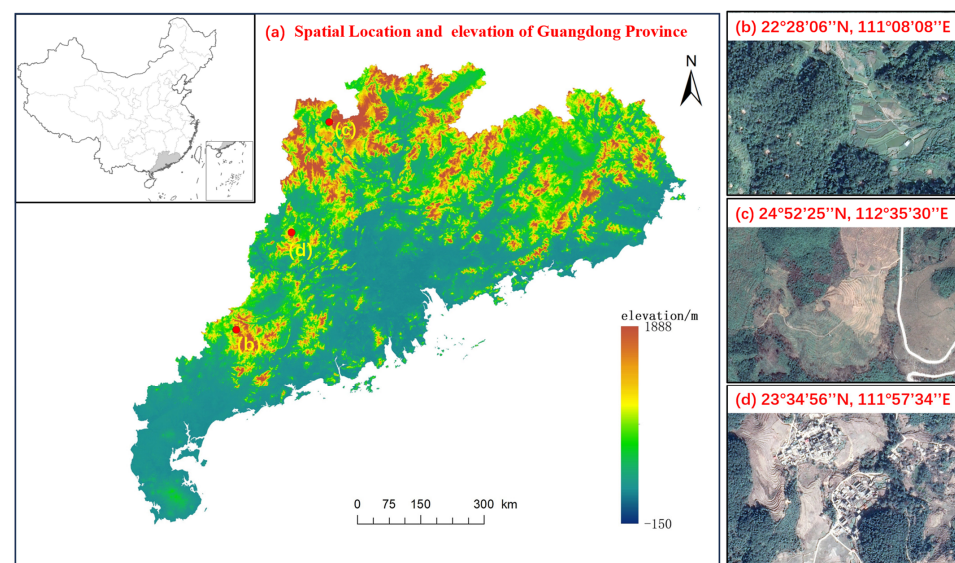 (a) Spatial Location and elevation of Guangdong Province
N
(c)
(d)
(b)
elevation/m
1888
-150
0 75 150 300 km
(b) 22°28’06’’N, 111°08’08’’E
(c) 24°52’25’’N, 112°35’30’’E
(d) 23°34’56’’N, 111°57’34’’E